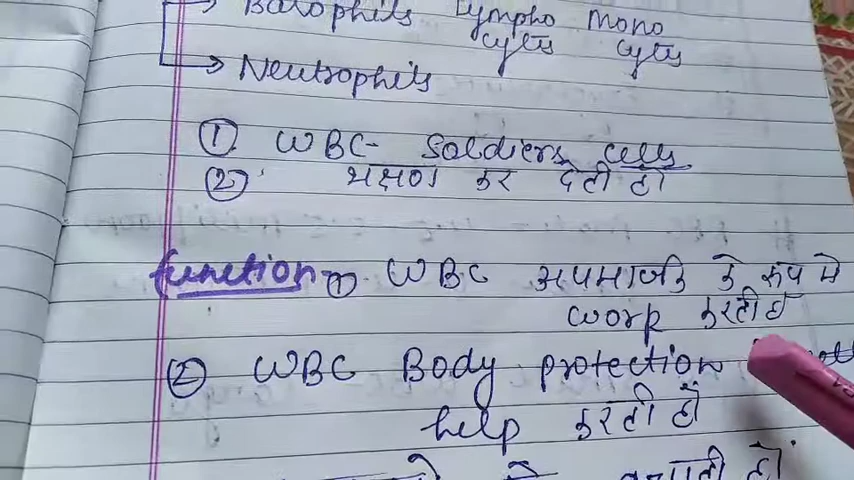 Basophils Lympho Mono
cytes cytes
Neutrophils
① WBC- Soldiers cells
② भक्षण कर देती है।
function- ① WBC अपमार्जक के रूप मे
worp करती है
② WBC Body protection
help करती हैं